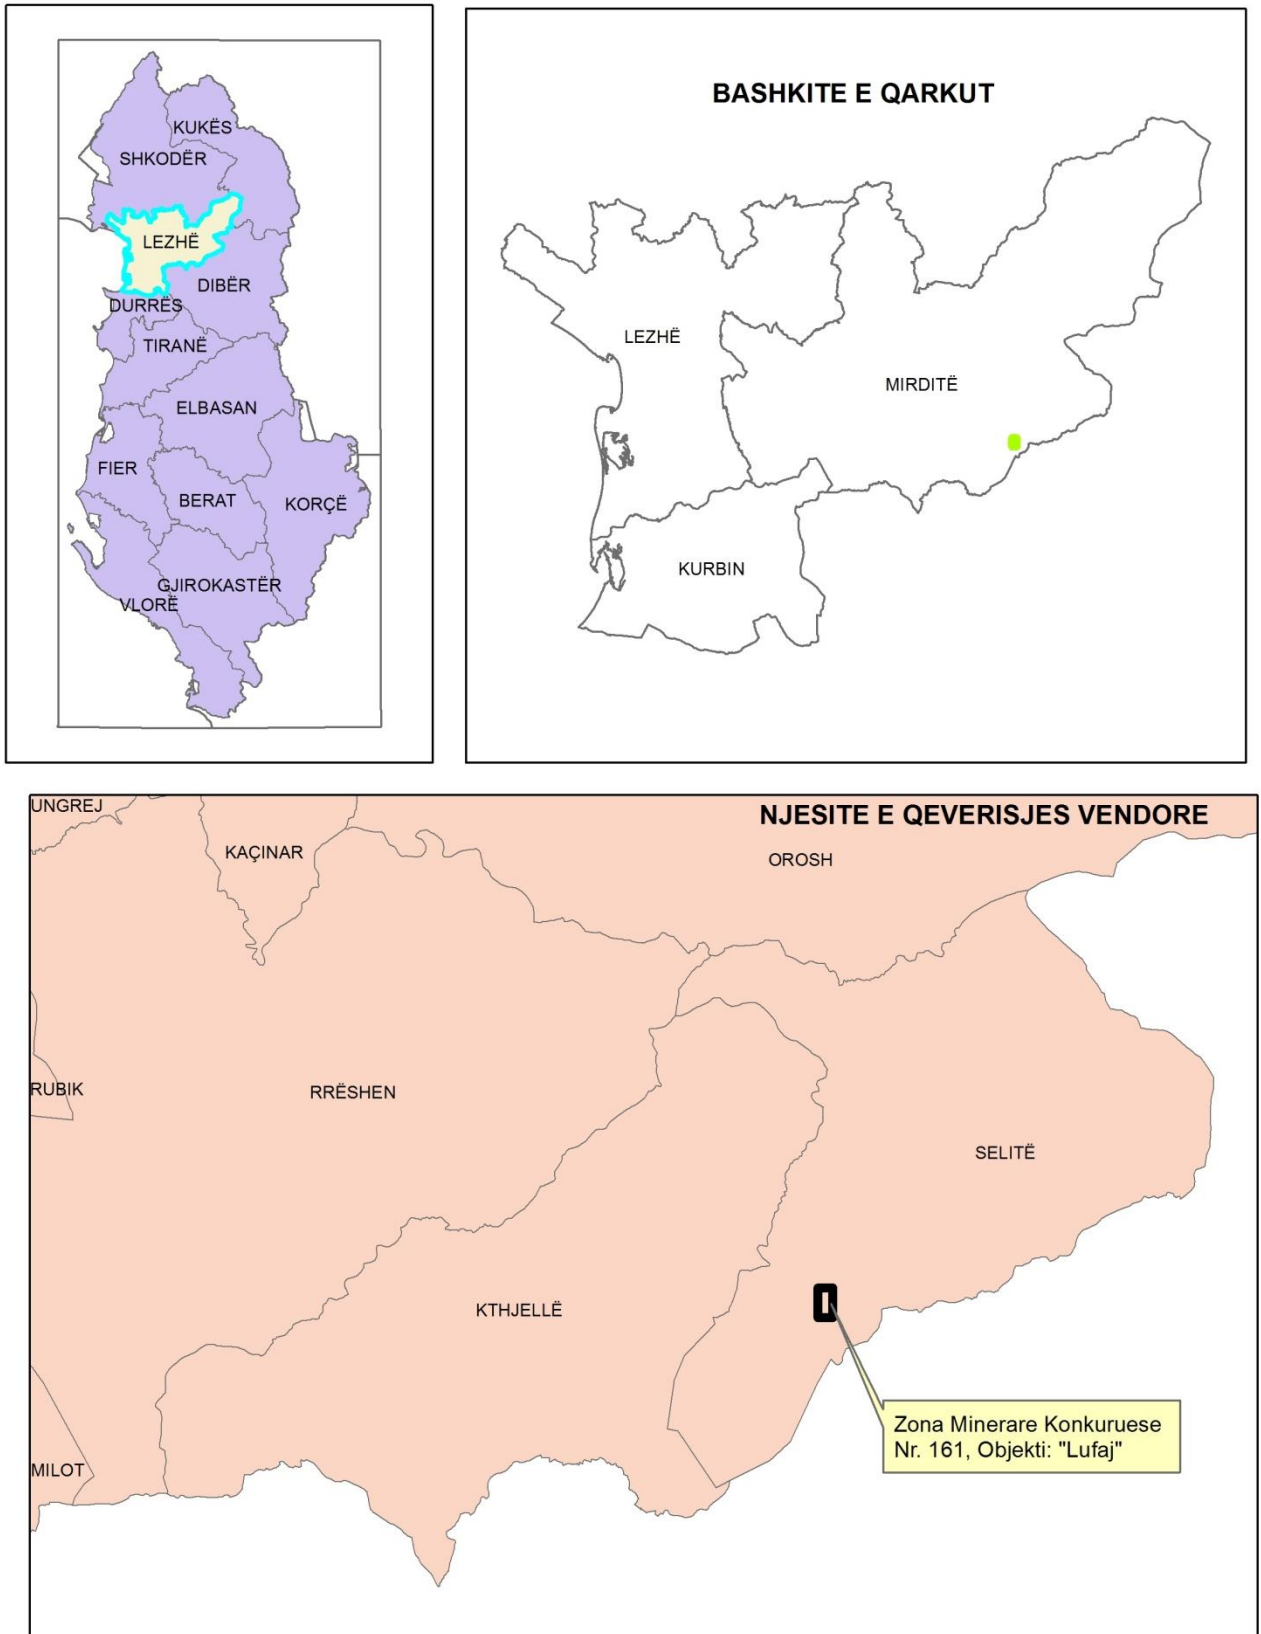 KUKËS
SHKODËR
LEZHË
DIBËR
DURRËS
TIRANË
ELBASAN
FIER
BERAT
KORÇË
GJIROKASTËR
VLORË
BASHKITE E QARKUT
LEZHË
MIRDITË
KURBIN
NJESITE E QEVERISJES VENDORE
UNGREJ
KAÇINAR
OROSH
RUBIK
RRËSHEN
SELITË
KTHJELLË
MILOT
Zona Minerare Konkuruese
Nr. 161, Objekti: "Lufaj"